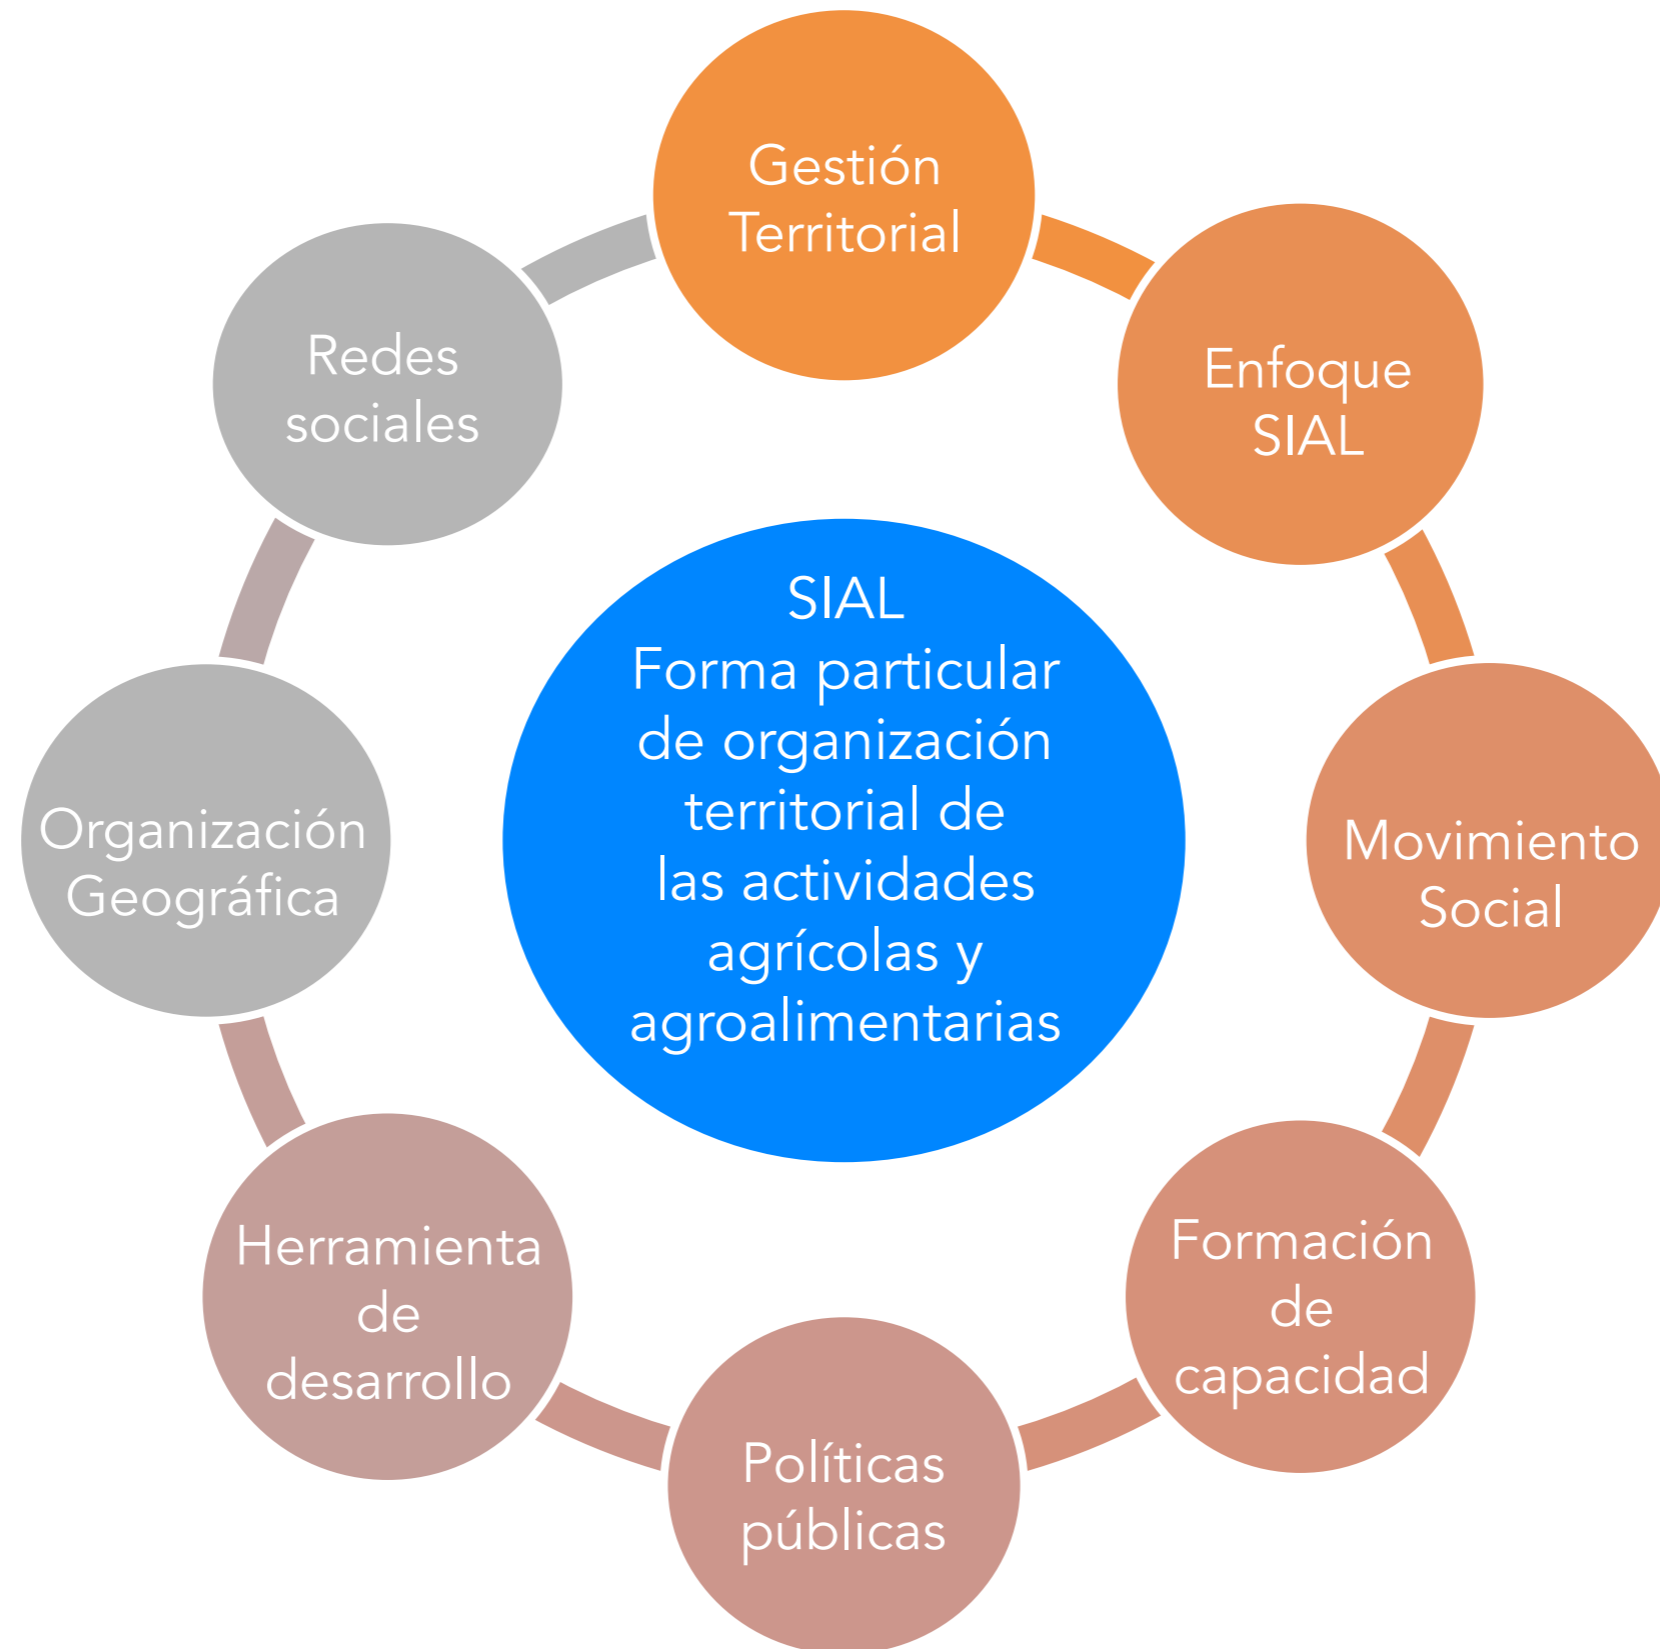 Gestión
Territorial
Enfoque
SIAL
Movimiento
Social
Formación
de
capacidad
Políticas
públicas
Herramienta
de
desarrollo
Organización
Geográfica
Redes
sociales
SIAL
Forma particular
de organización
territorial de
las actividades
agrícolas y
agroalimentarias